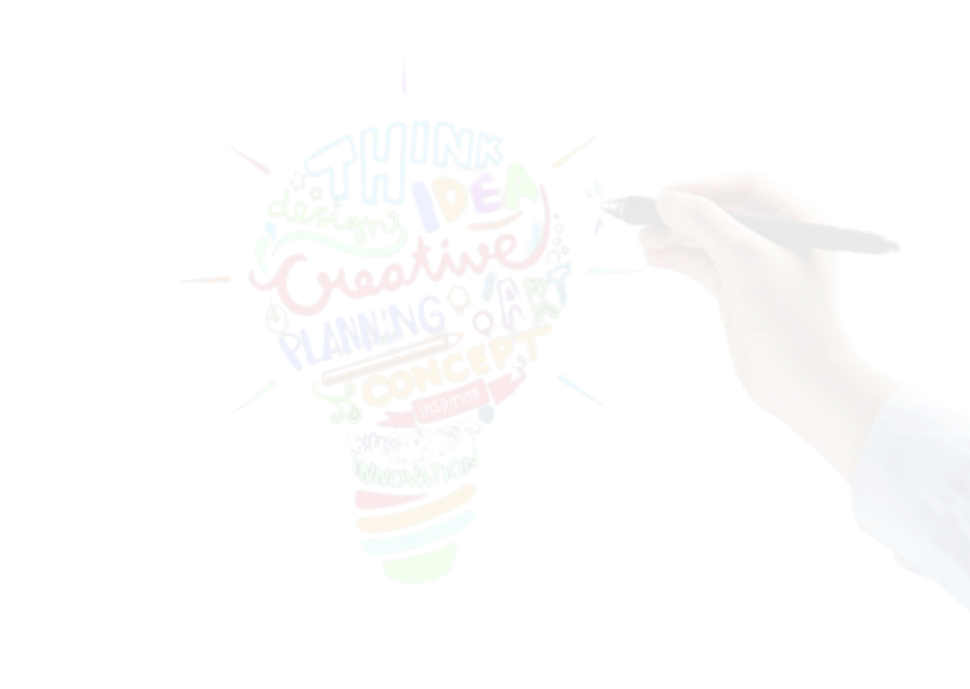 THINK
IDEA
design
Creative
PLANNING
ART
CONCEPT
inspiring
INNOVATION